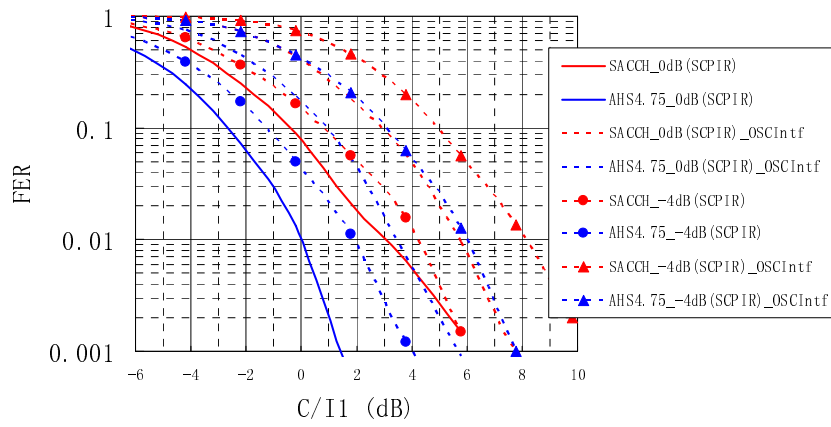 1
0.1
0.01
0.001
FER
-6 -4 -2 0 2 4 6 8 10
C/I1 (dB)
SACCH_0dB(SCPIR)
AHS4.75_0dB(SCPIR)
SACCH_0dB(SCPIR)_OSCIntf
AHS4.75_0dB(SCPIR)_OSCIntf
SACCH_-4dB(SCPIR)
AHS4.75_-4dB(SCPIR)
SACCH_-4dB(SCPIR)_OSCIntf
AHS4.75_-4dB(SCPIR)_OSCIntf